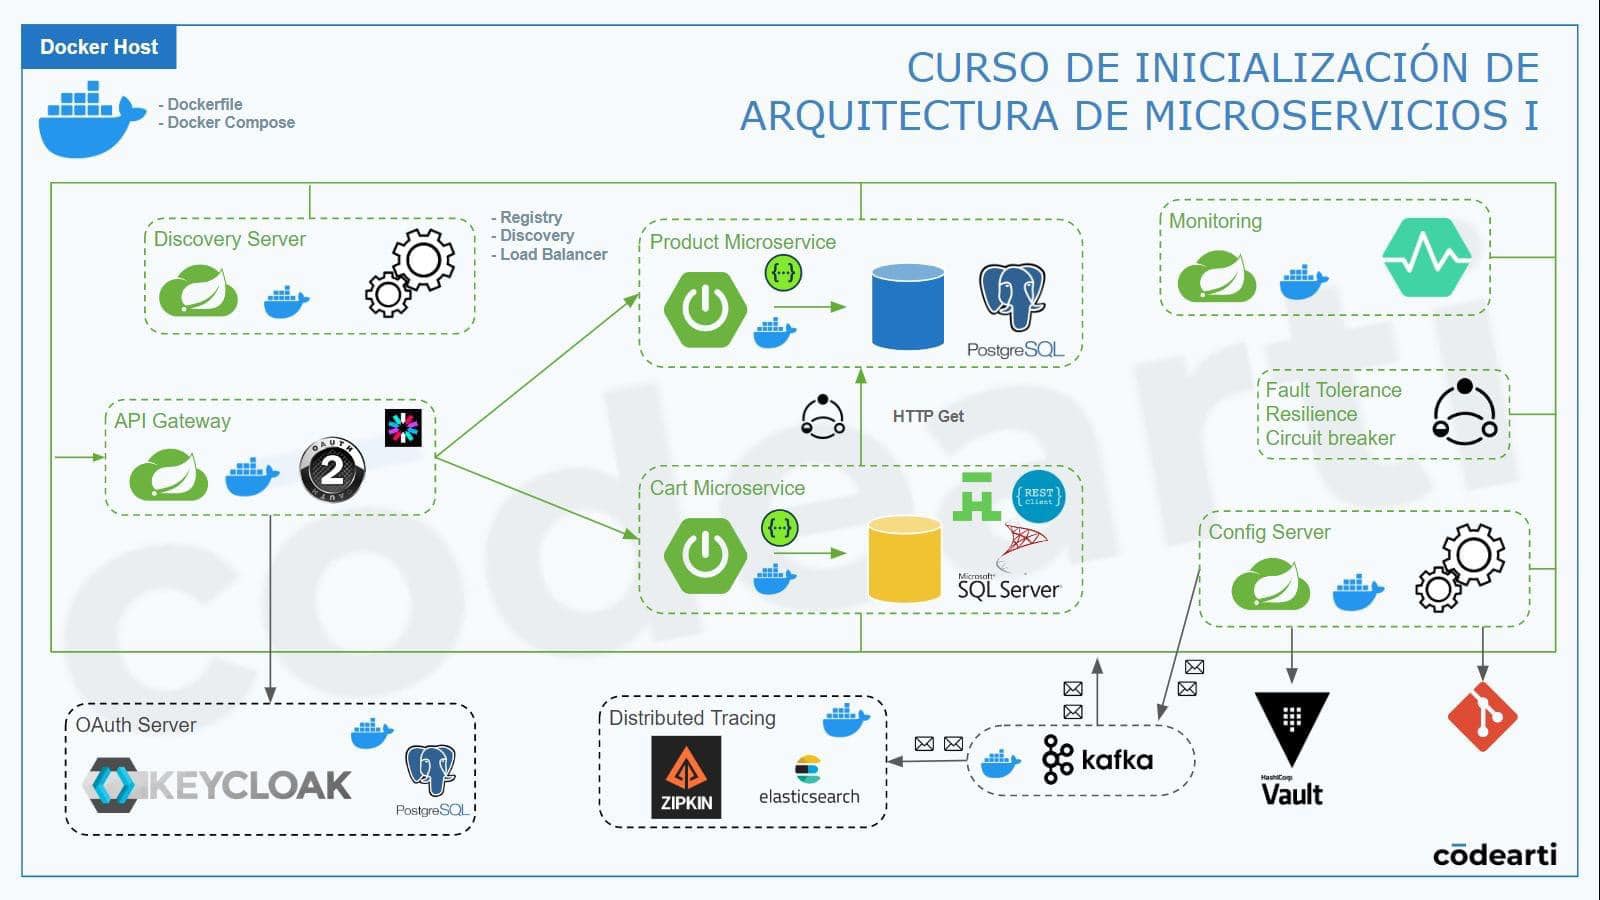 Docker Host
CURSO DE INICIALIZACIÓN DE
ARQUITECTURA DE MICROSERVICIOS I
- Dockerfile
- Docker Compose
Discovery Server
- Registry
- Discovery
- Load Balancer
Product Microservice
{···}
PostgreSQL
Monitoring
API Gateway
OAUTH
2
AUTH
HTTP Get
Fault Tolerance
Resilience
Circuit breaker
Cart Microservice
{···}
{REST}
Client
Microsoft®
SQL Server®
Config Server
OAuth Server
KEYCLOAK
PostgreSQL
Distributed Tracing
ZIPKIN
elasticsearch
kafka
HashiCorp
Vault
codearti
cōdearti